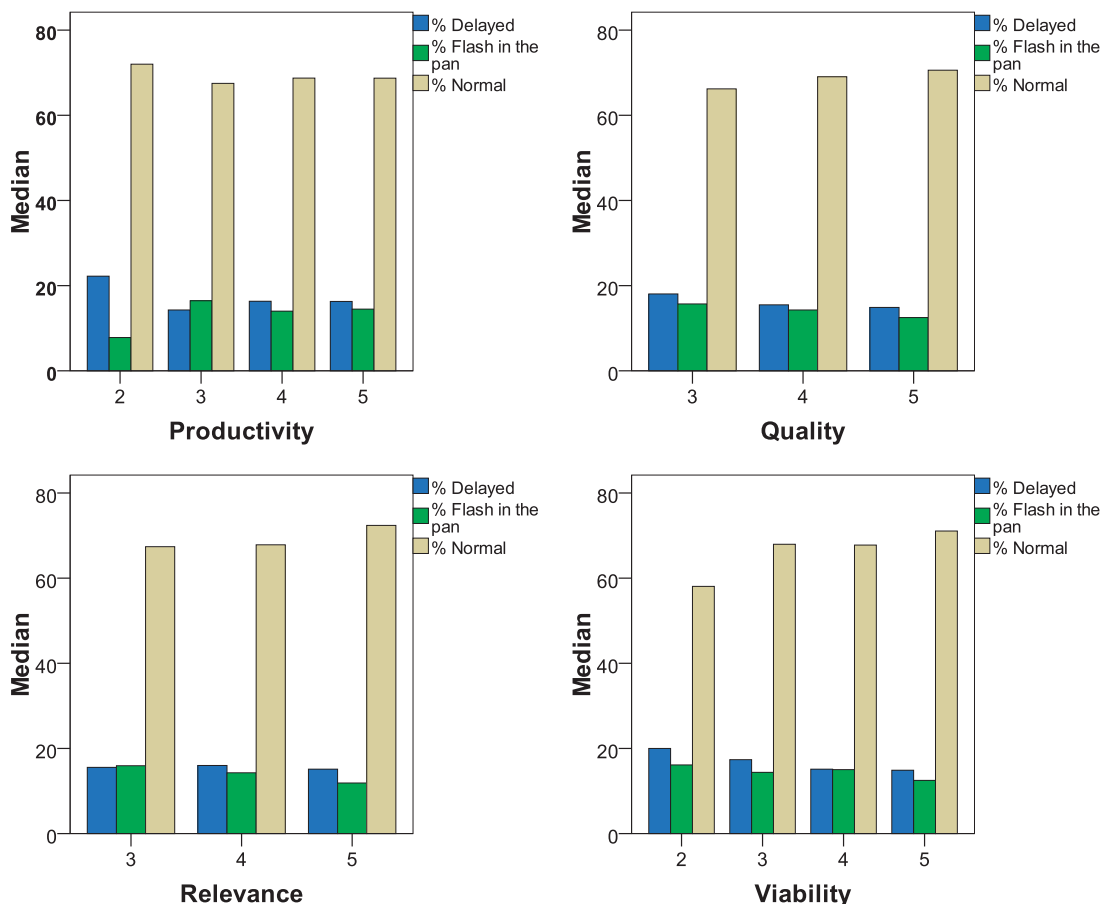 80
60
40
20
0
Median
2 3 4 5
Productivity
% Delayed
% Flash in the
pan
% Normal
80
60
40
20
0
Median
3 4 5
Quality
% Delayed
% Flash in the
pan
% Normal
80
60
40
20
0
Median
3 4 5
Relevance
% Delayed
% Flash in the
pan
% Normal
80
60
40
20
0
Median
2 3 4 5
Viability
% Delayed
% Flash in the
pan
% Normal